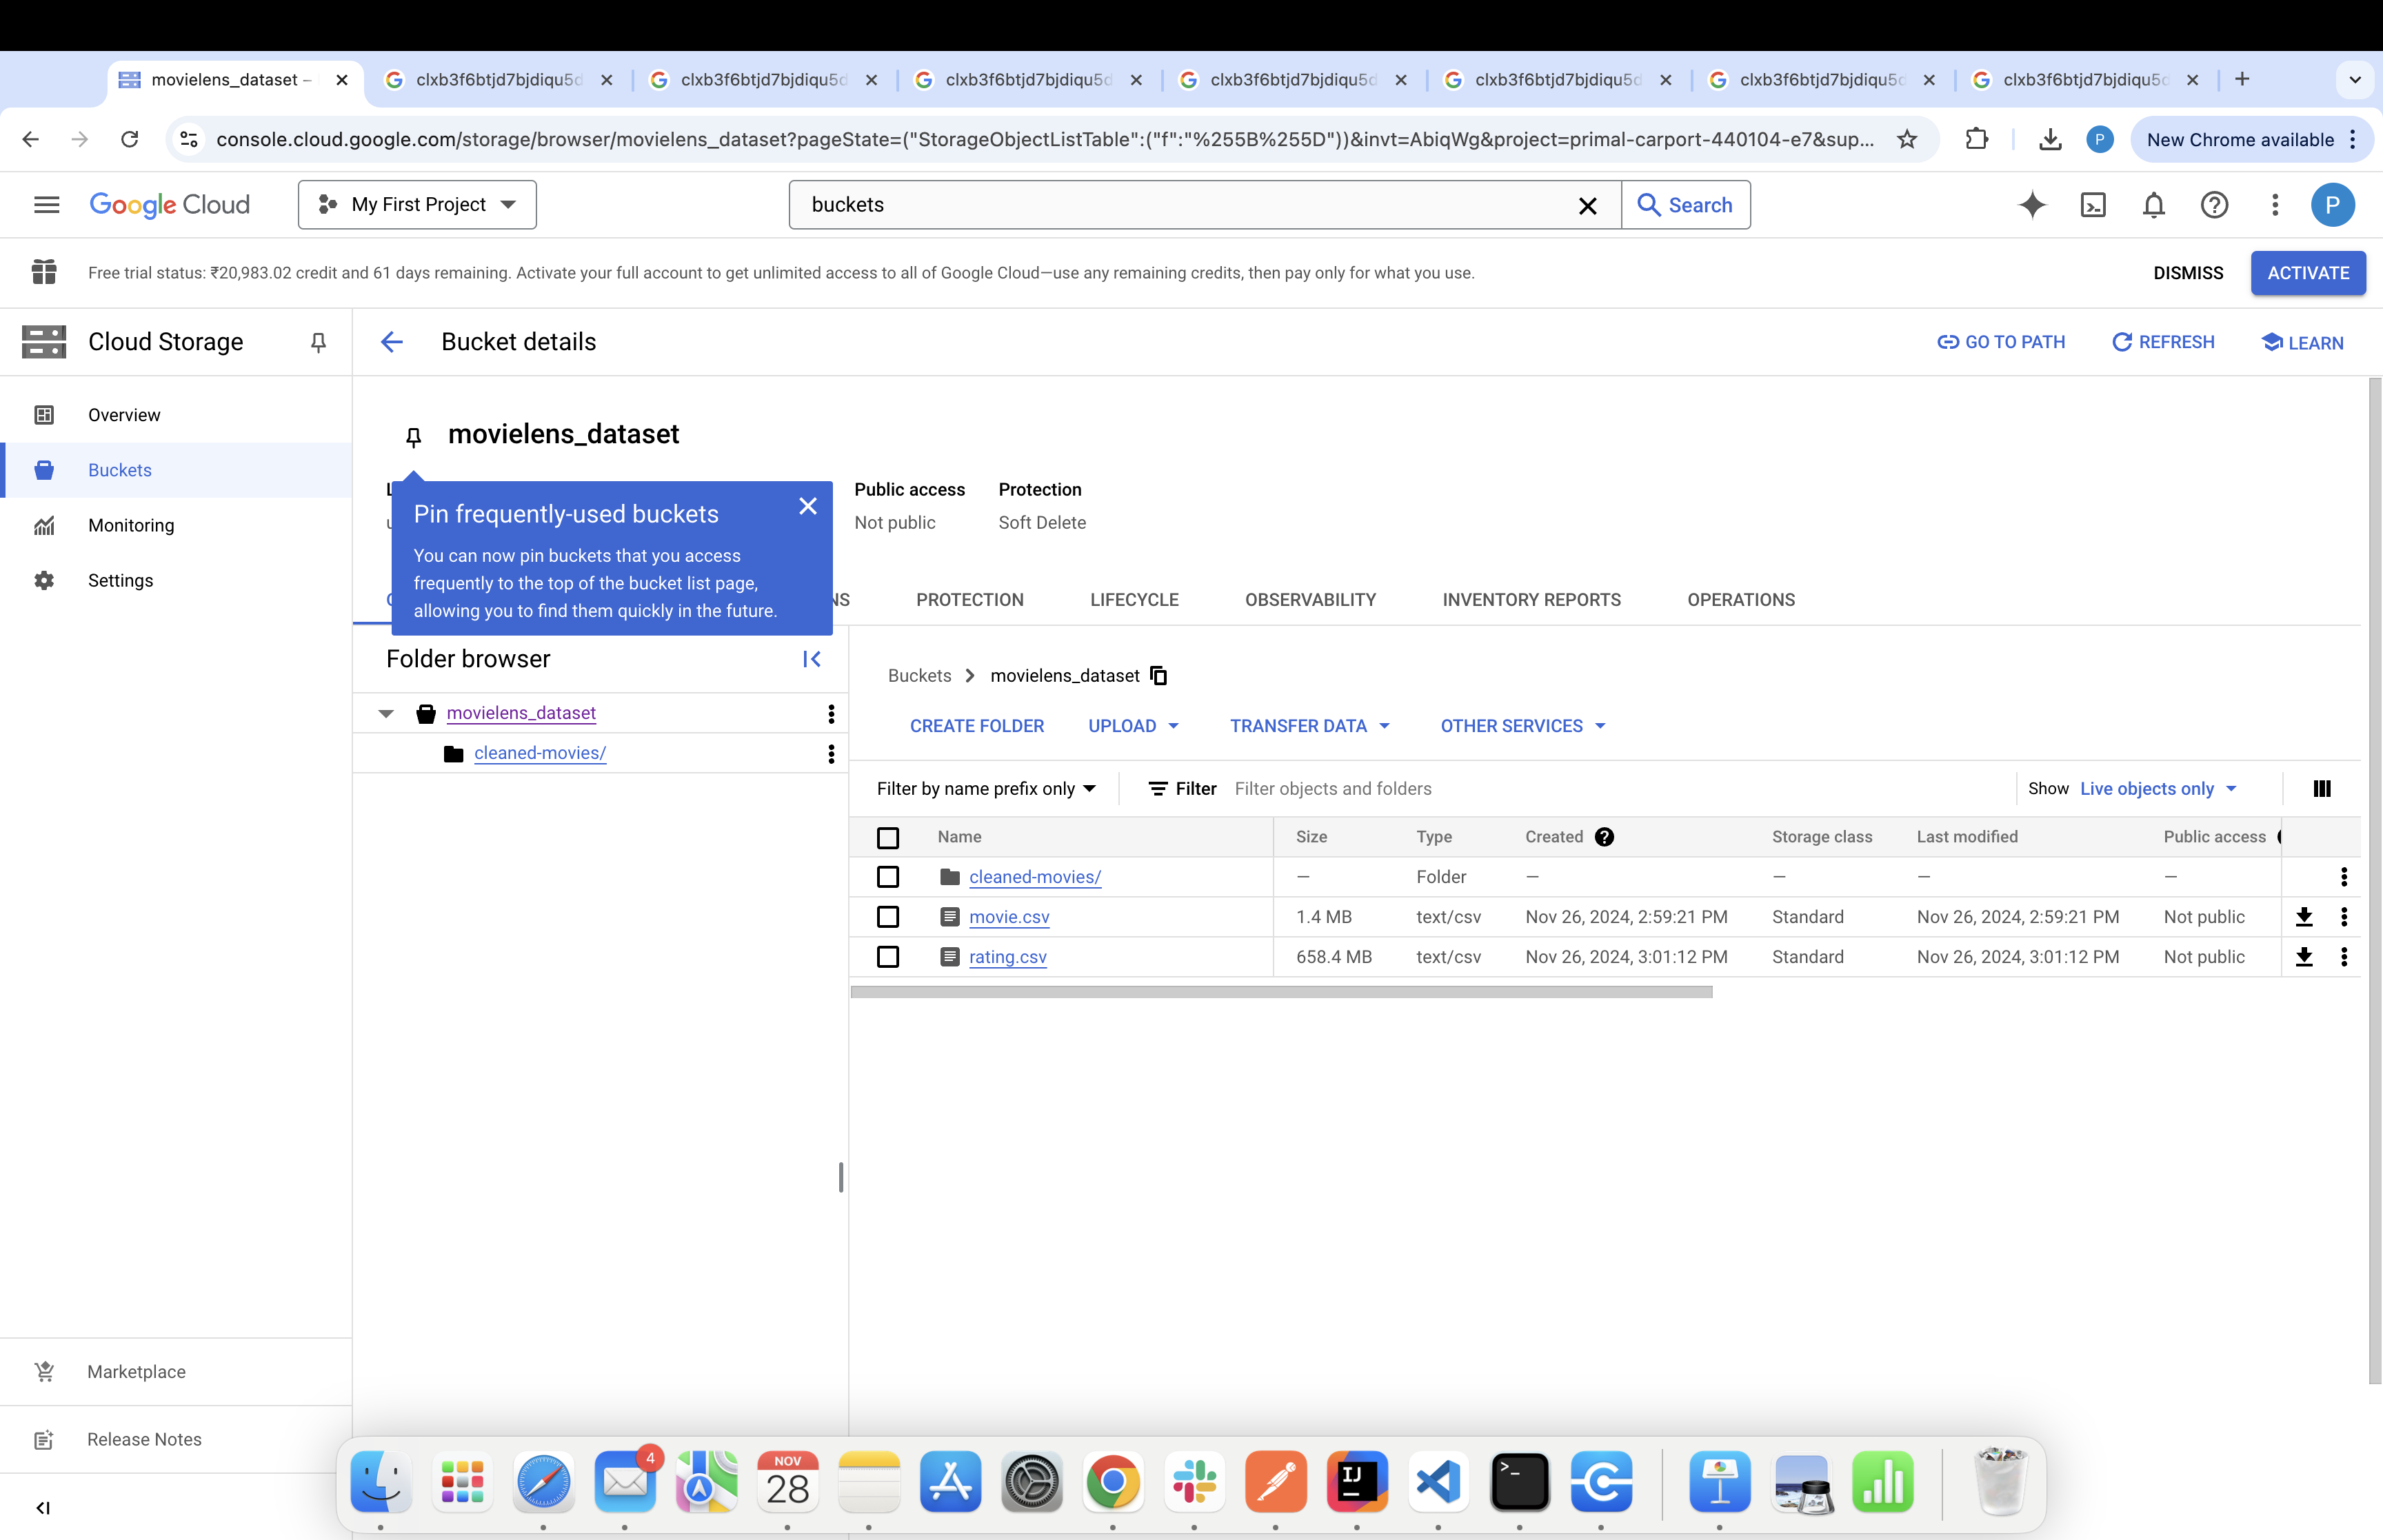 movielens_dataset –
clxb3f6btjd7bjdiqu5d
clxb3f6btjd7bjdiqu5d
clxb3f6btjd7bjdiqu5d
clxb3f6btjd7bjdiqu5d
clxb3f6btjd7bjdiqu5d
clxb3f6btjd7bjdiqu5d
clxb3f6btjd7bjdiqu5d
console.cloud.google.com/storage/browser/movielens_dataset?pageState=("StorageObjectListTable":("f":"%255B%255D"))&invt=AbiqWg&project=primal-carport-440104-e7&sup...
P
New Chrome available
Google Cloud
My First Project
buckets
Search
P
Free trial status: ₹20,983.02 credit and 61 days remaining. Activate your full account to get unlimited access to all of Google Cloud—use any remaining credits, then pay only for what you use.
DISMISS
ACTIVATE
Cloud Storage
Bucket details
GO TO PATH
REFRESH
LEARN
Overview
Buckets
Monitoring
Settings
Marketplace
Release Notes
movielens_dataset
Public access
Protection
Not public
Soft Delete
Pin frequently-used buckets
You can now pin buckets that you access
frequently to the top of the bucket list page,
allowing you to find them quickly in the future.
NS
PROTECTION
LIFECYCLE
OBSERVABILITY
INVENTORY REPORTS
OPERATIONS
Folder browser
movielens_dataset
cleaned-movies/
Buckets > movielens_dataset
CREATE FOLDER
UPLOAD
TRANSFER DATA
OTHER SERVICES
Filter by name prefix only
Filter
Filter objects and folders
Show Live objects only
Name Size Type Created Storage class Last modified Public access
cleaned-movies/ — Folder — — — —
movie.csv 1.4 MB text/csv Nov 26, 2024, 2:59:21 PM Standard Nov 26, 2024, 2:59:21 PM Not public
rating.csv 658.4 MB text/csv Nov 26, 2024, 3:01:12 PM Standard Nov 26, 2024, 3:01:12 PM Not public
4
NOV
28
IJ